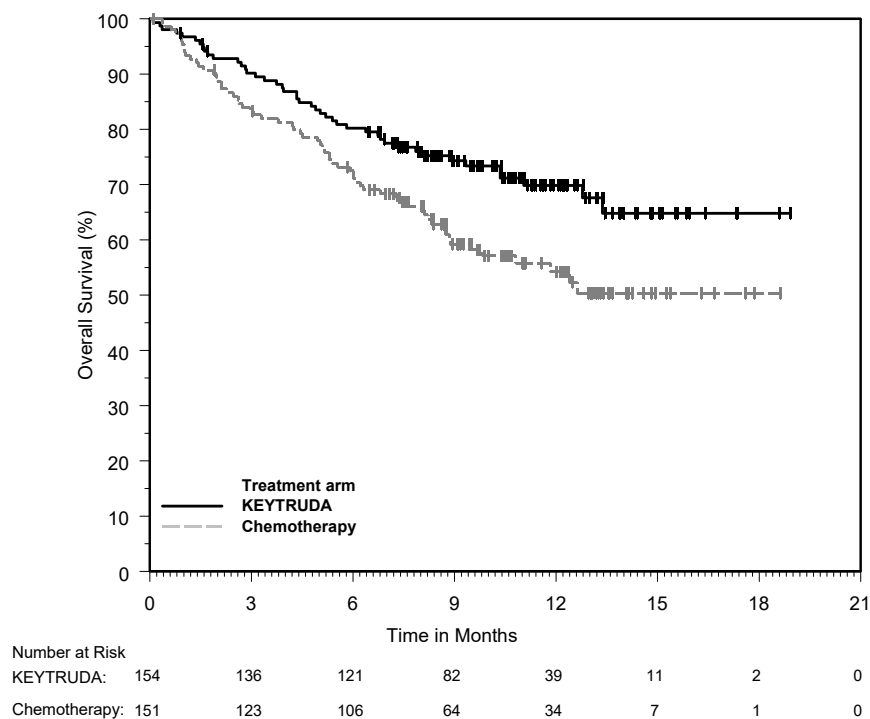 100
90
80
70
60
50
40
30
20
10
0
Overall Survival (%)
Treatment arm
KEYTRUDA
Chemotherapy
0 3 6 9 12 15 18 21
Time in Months
Number at Risk
KEYTRUDA: 154 136 121 82 39 11 2 0
Chemotherapy: 151 123 106 64 34 7 1 0